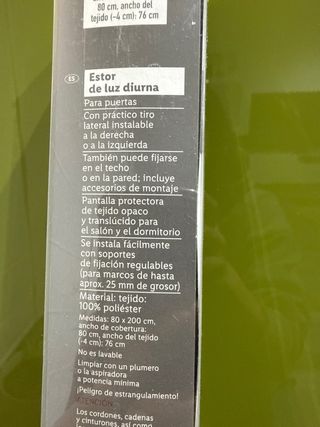 80 cm, ancho del
tejido (-4 cm): 76 cm
ES
Estor
de luz diurna
Para puertas
Con práctico tiro
lateral instalable
a la derecha
o a la izquierda
También puede fijarse
en el techo
o en la pared; incluye
accesorios de montaje
Pantalla protectora
de tejido opaco
y translúcido para
el salón y el dormitorio
Se instala fácilmente
con soportes
de fijación regulables
(para marcos de hasta
aprox. 25 mm de grosor)
Material: tejido:
100% poliéster
Medidas: 80 x 200 cm,
ancho de cobertura:
80 cm, ancho del tejido
(-4 cm): 76 cm
No es lavable
Limpiar con un plumero
o la aspiradora
a potencia mínima
¡Peligro de estrangulamiento!
ATENCIÓN
Los cordones, cadenas
y cinturones, así como